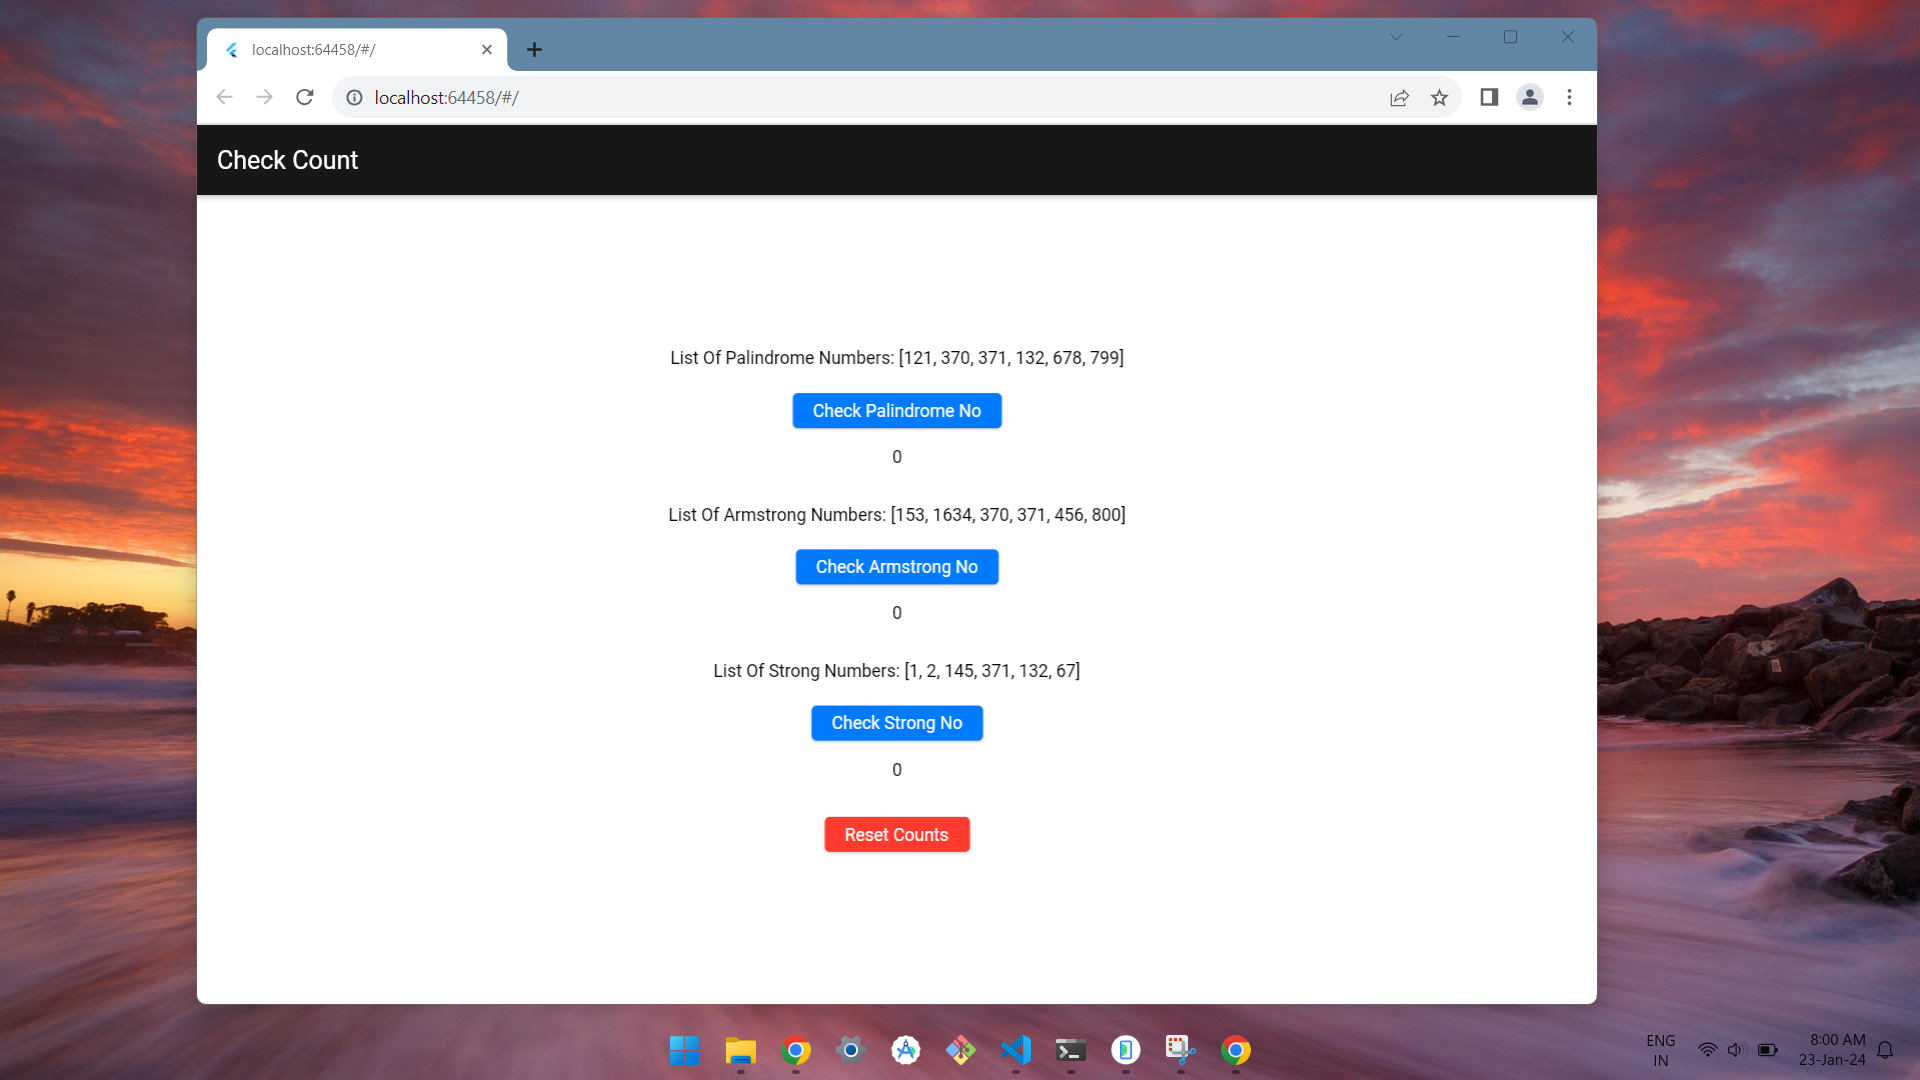 localhost:64458/#/
localhost:64458/#/
Check Count
List Of Palindrome Numbers: [121, 370, 371, 132, 678, 799]
Check Palindrome No
0
List Of Armstrong Numbers: [153, 1634, 370, 371, 456, 800]
Check Armstrong No
0
List Of Strong Numbers: [1, 2, 145, 371, 132, 67]
Check Strong No
0
Reset Counts
ENG
IN
8:00 AM
23-Jan-24